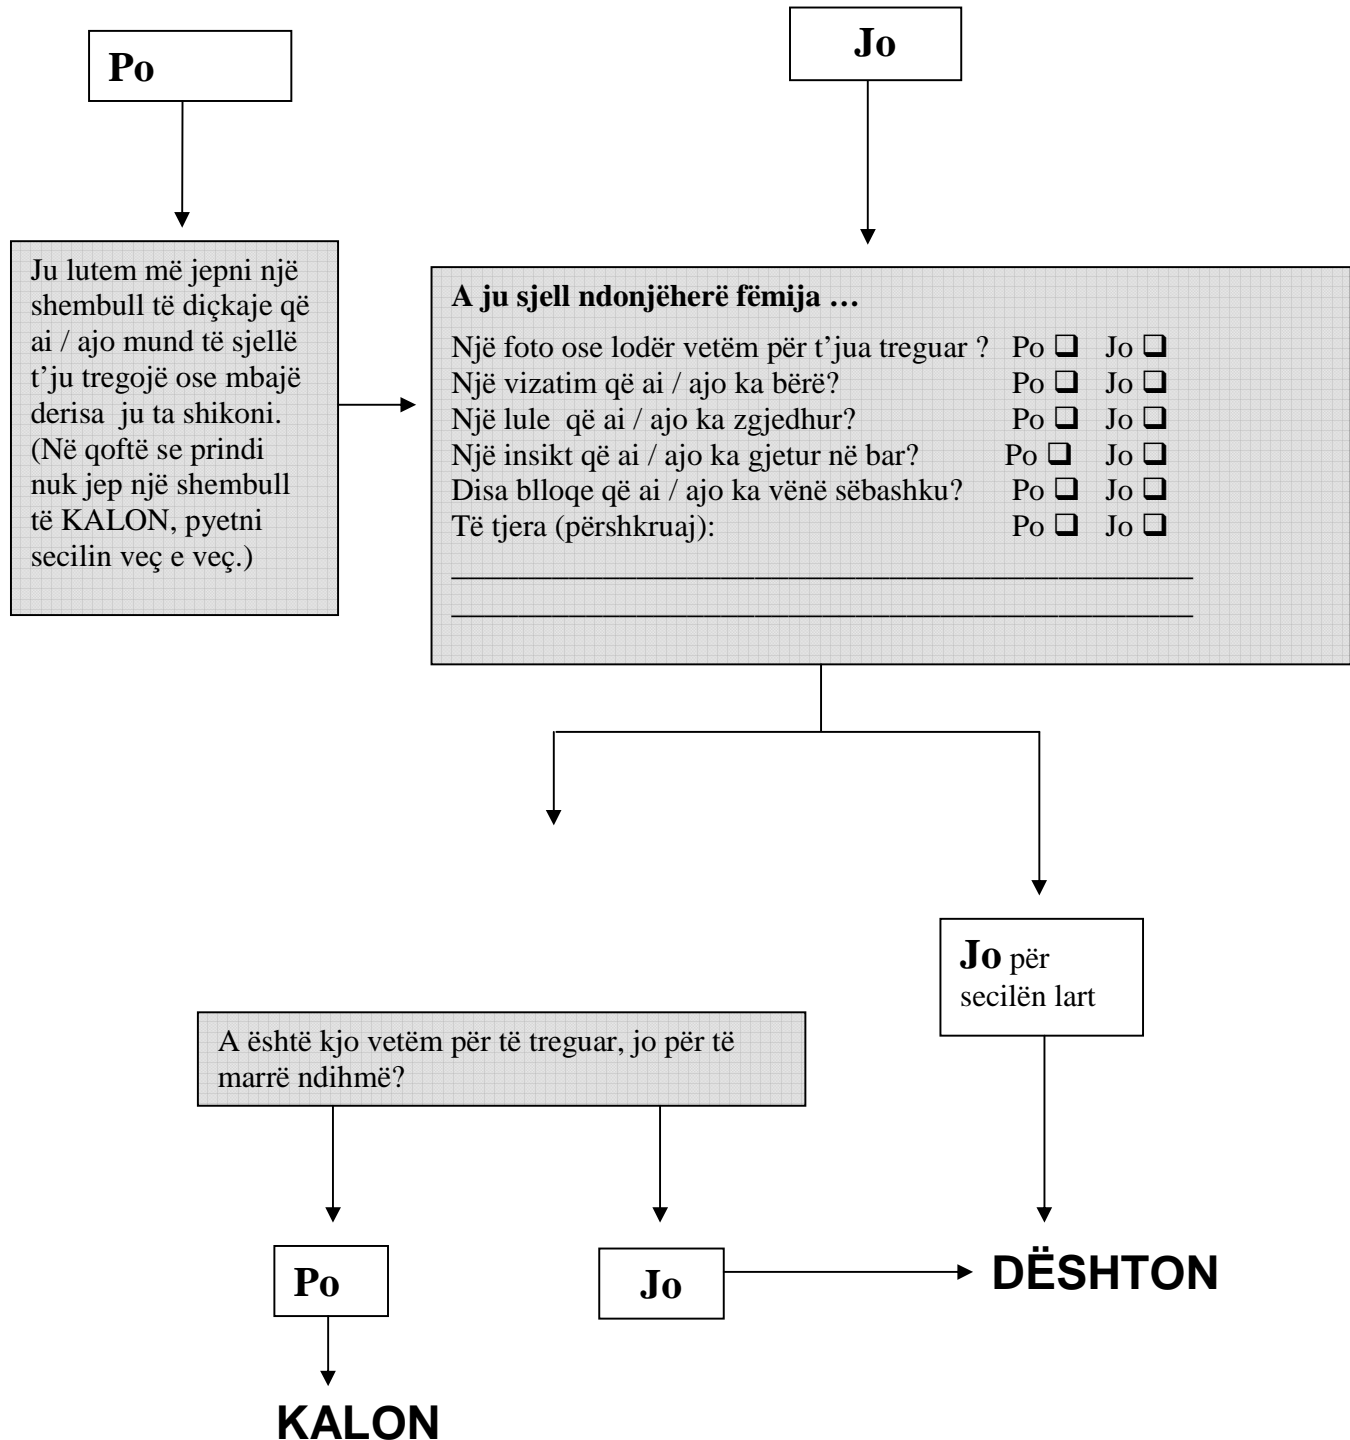 Po
Jo
Ju lutem më jepni një
shembull të diçkaje që
ai / ajo mund të sjellë
t'ju tregojë ose mbajë
derisa ju ta shikoni.
(Në qoftë se prindi
nuk jep një shembull
të KALON, pyetni
secilin veç e veç.)
A ju sjell ndonjëherë fëmija …
Një foto ose lodër vetëm për t'jua treguar ? Po ❑ Jo ❑
Një vizatim që ai / ajo ka bërë? Po ❑ Jo ❑
Një lule që ai / ajo ka zgjedhur? Po ❑ Jo ❑
Një insikt që ai / ajo ka gjetur në bar? Po ❑ Jo ❑
Disa blloqe që ai / ajo ka vënë sëbashku? Po ❑ Jo ❑
Të tjera (përshkruaj): Po ❑ Jo ❑
Jo për
secilën lart
A është kjo vetëm për të treguar, jo për të
marrë ndihmë?
Po
Jo
DËSHTON
KALON